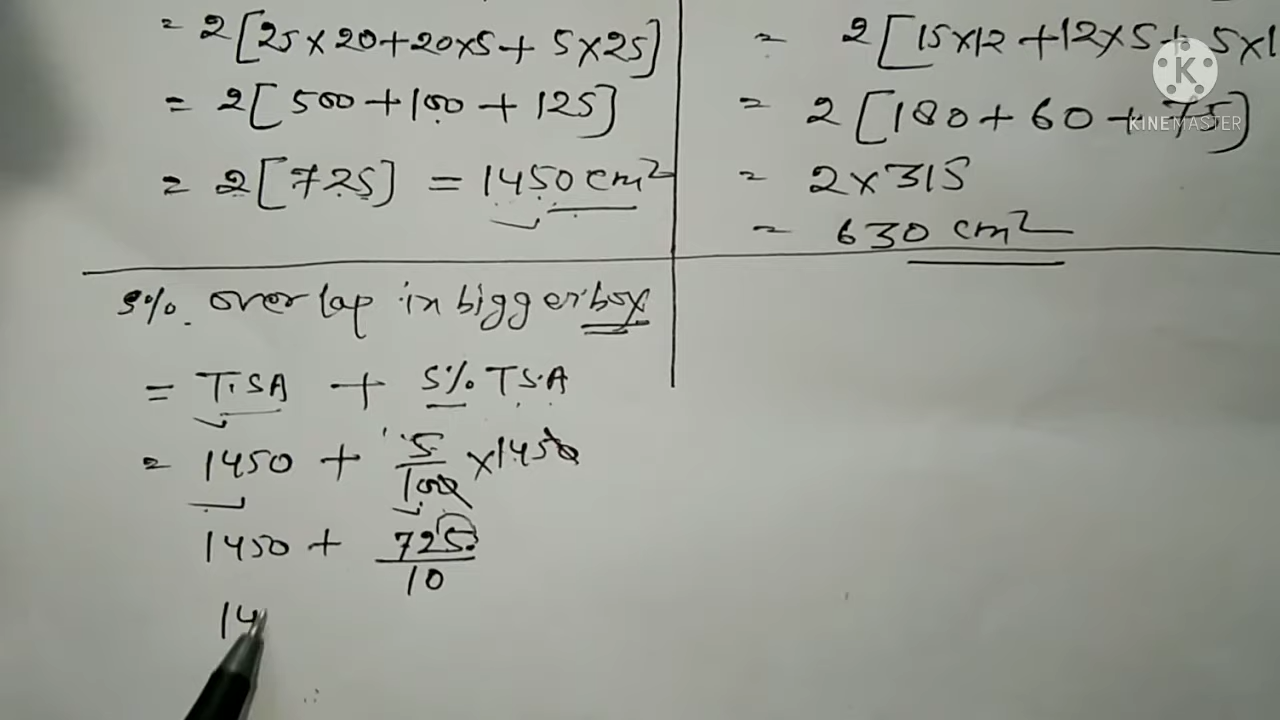 = 2[25×20+20×5+ 5×25]
= 2[500+100+125]
= 2[725] = 1450 cm²
= 2[15×12+12×5+5×1
= 2[180+60+75]
= 2×315
= 630 cm²
K
KINEMASTER
5%. overlap in bigger box
= T.SA + 5% TS.A
= 1450 + 5/100 ×1450
1450 + 725/10
14